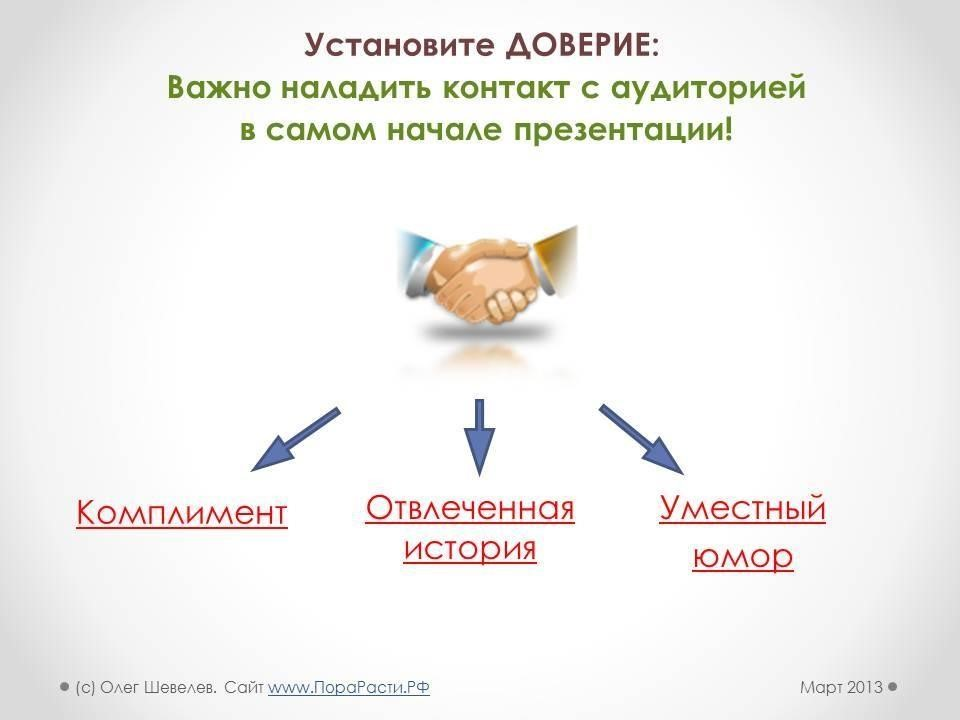 Установите ДОВЕРИЕ:
Важно наладить контакт с аудиторией
в самом начале презентации!
Комплимент
Отвлеченная
история
Уместный
юмор
(с) Олег Шевелев. Сайт www.ПораРасти.РФ
Март 2013